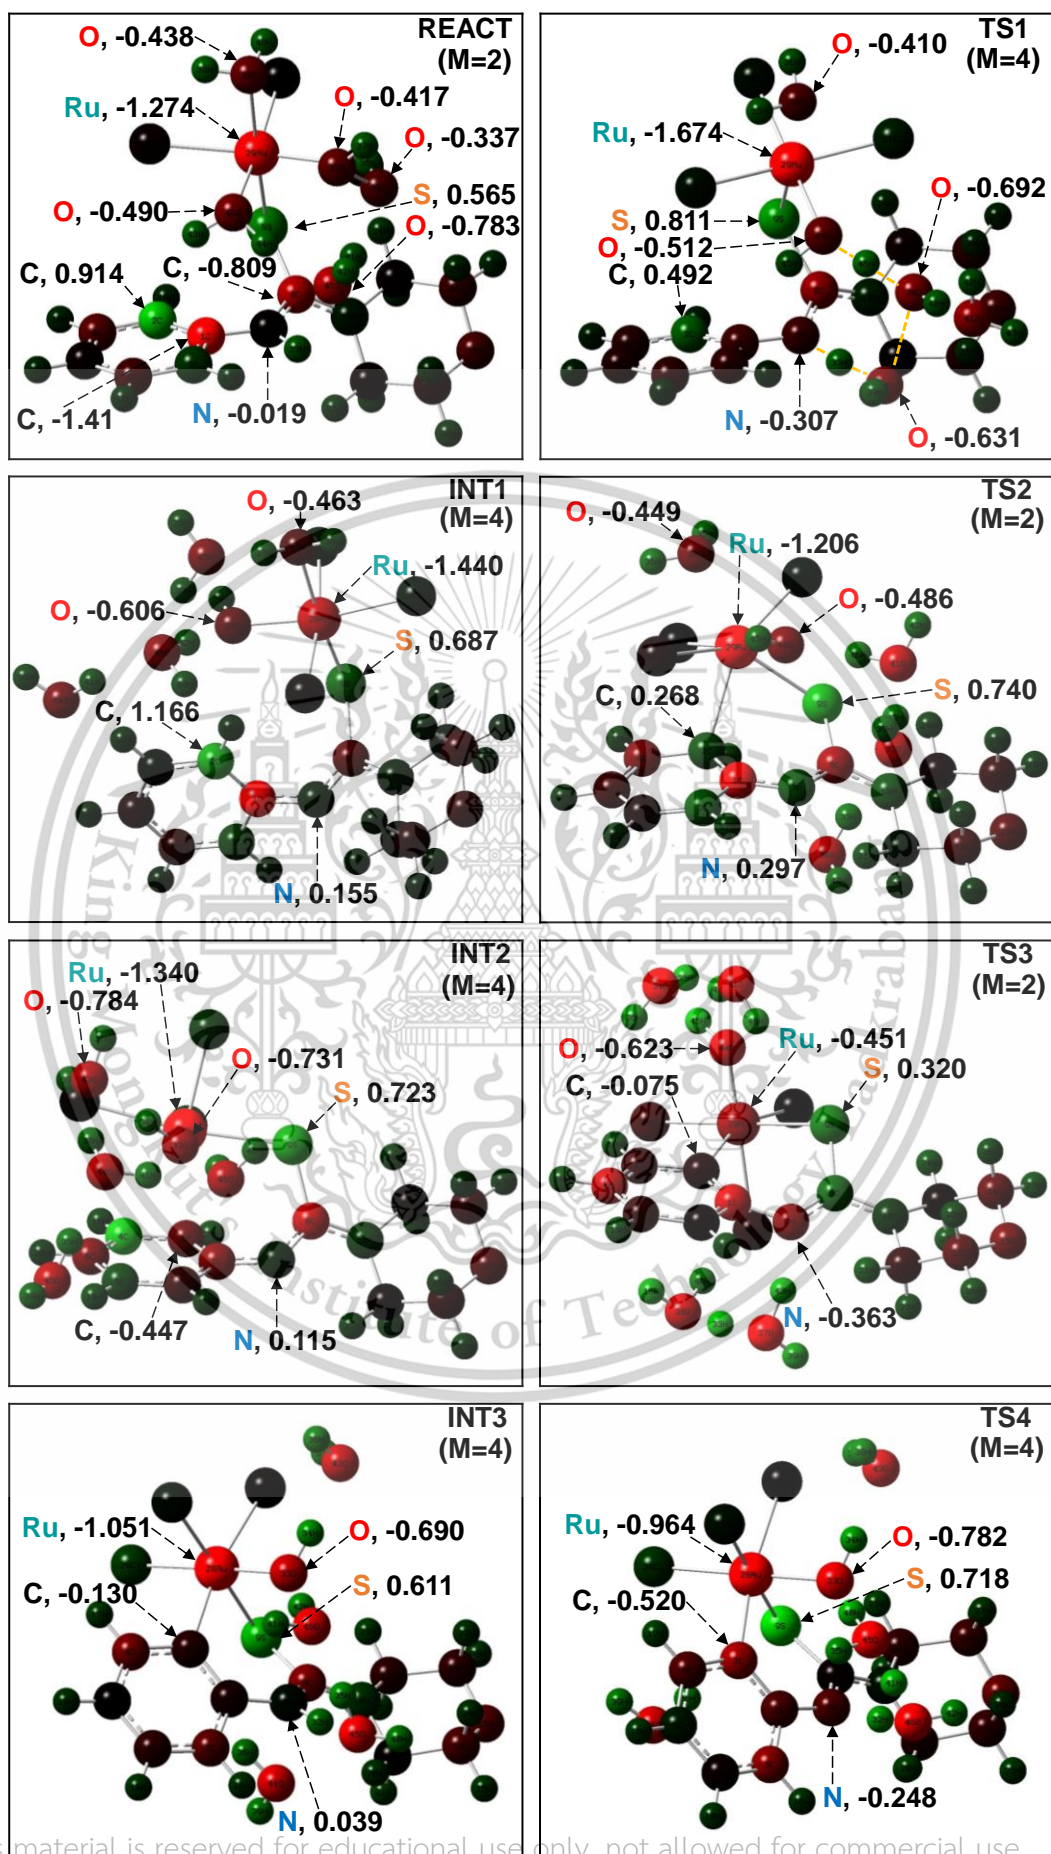 REACT
(M=2)
O, -0.438
Ru, -1.274
O, -0.417
O, -0.337
S, 0.565
O, -0.490
O, -0.783
C, 0.914
C, -0.809
C, -1.41
N, -0.019
TS1
(M=4)
O, -0.410
Ru, -1.674
O, -0.692
S, 0.811
O, -0.512
C, 0.492
N, -0.307
O, -0.631
INT1
(M=4)
O, -0.463
Ru, -1.440
O, -0.606
S, 0.687
C, 1.166
N, 0.155
TS2
(M=2)
O, -0.449
Ru, -1.206
O, -0.486
C, 0.268
S, 0.740
N, 0.297
INT2
(M=4)
Ru, -1.340
O, -0.784
O, -0.731
S, 0.723
C, -0.447
N, 0.115
TS3
(M=2)
O, -0.623
Ru, -0.451
S, 0.320
C, -0.075
N, -0.363
INT3
(M=4)
Ru, -1.051
O, -0.690
C, -0.130
S, 0.611
N, 0.039
TS4
(M=4)
Ru, -0.964
O, -0.782
C, -0.520
S, 0.718
N, -0.248
King Mongkut's Institute of Technology Ladkrabang
s material is reserved for educational use only, not allowed for commercial use